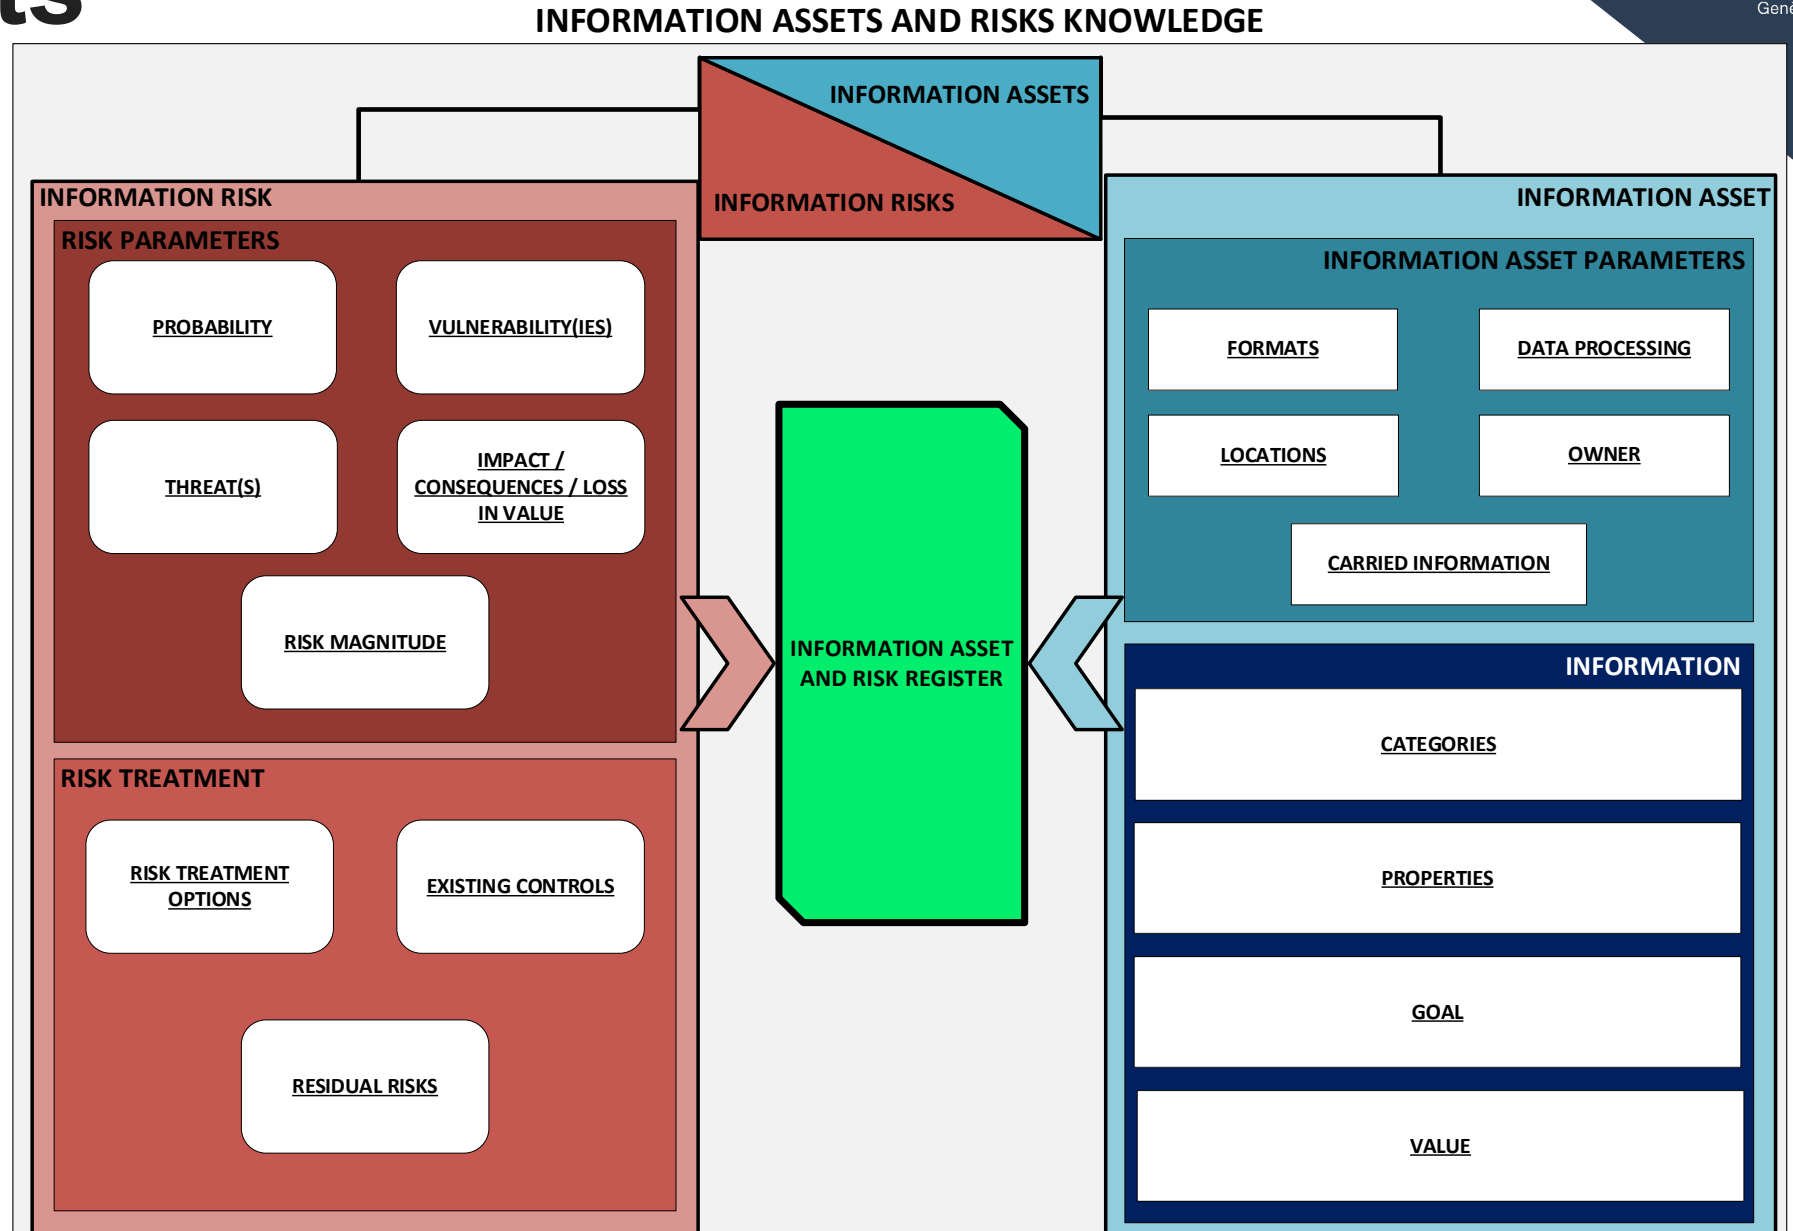 ts
Gene
INFORMATION ASSETS AND RISKS KNOWLEDGE
INFORMATION ASSETS
INFORMATION RISKS
INFORMATION RISK
RISK PARAMETERS
PROBABILITY
VULNERABILITY(IES)
THREAT(S)
IMPACT /
CONSEQUENCES / LOSS
IN VALUE
RISK MAGNITUDE
RISK TREATMENT
RISK TREATMENT
OPTIONS
EXISTING CONTROLS
RESIDUAL RISKS
INFORMATION ASSET
AND RISK REGISTER
INFORMATION ASSET
INFORMATION ASSET PARAMETERS
FORMATS
DATA PROCESSING
LOCATIONS
OWNER
CARRIED INFORMATION
INFORMATION
CATEGORIES
PROPERTIES
GOAL
VALUE